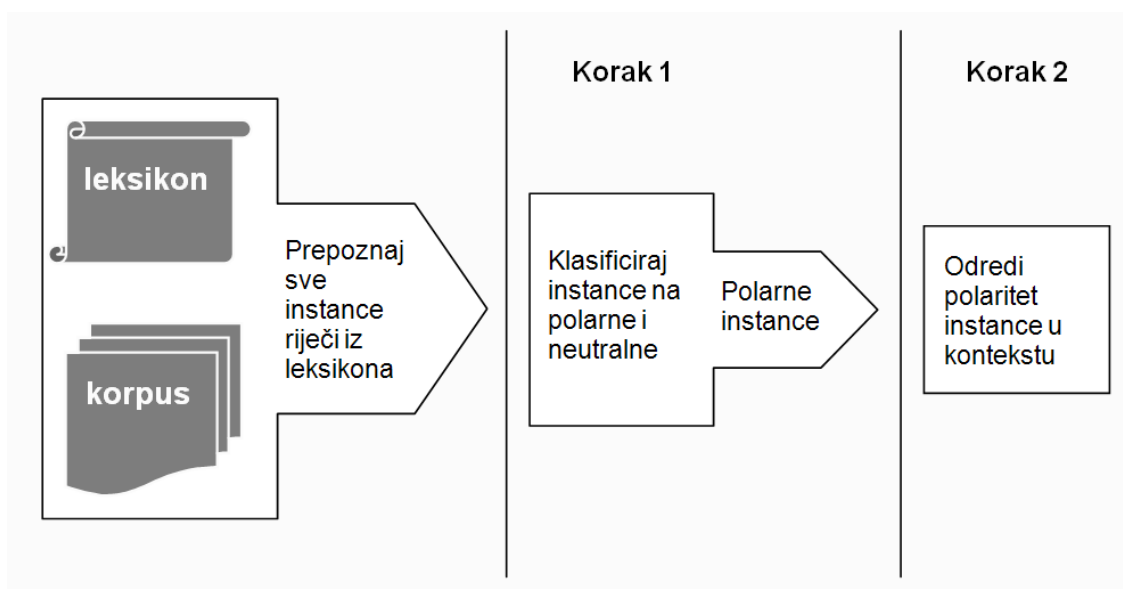 leksikon
korpus
Prepoznaj
sve
instance
riječi iz
leksikona
Korak 1
Klasificiraj
instance na
polarne i
neutralne
Polarne
instance
Korak 2
Odredi
polaritet
instance u
kontekstu